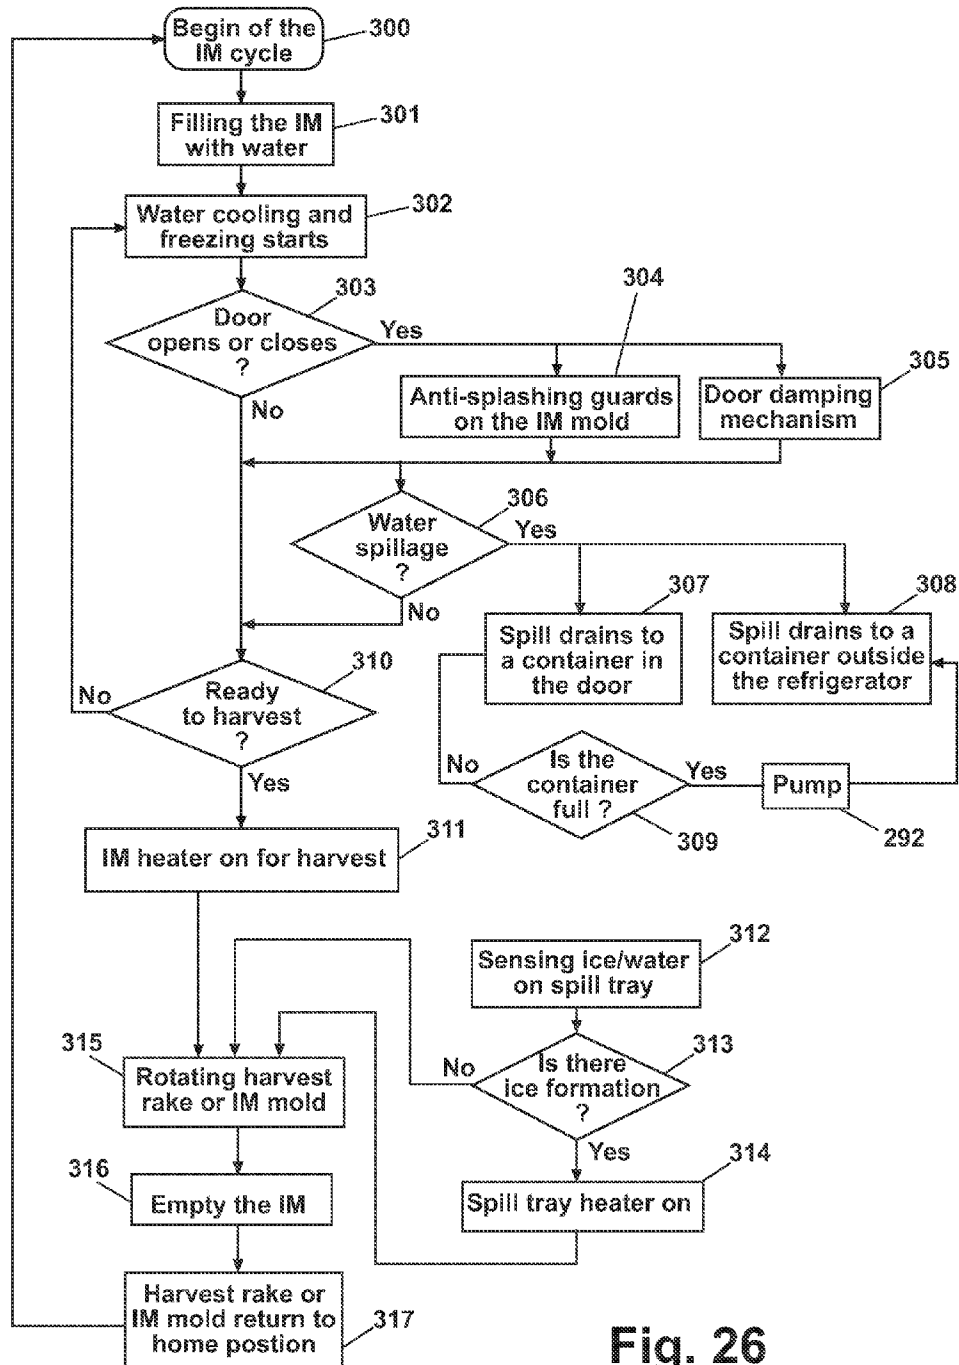 Begin of the
IM cycle
300
Filling the IM
with water
301
Water cooling and
freezing starts
302
Door
opens or closes
?
303
Yes
No
304
Anti-splashing guards
on the IM mold
305
Door damping
mechanism
306
Water
spillage
?
Yes
No
307
Spill drains to
a container in
the door
308
Spill drains to a
container outside
the refrigerator
310
Ready
to harvest
?
No
Yes
Is the
container
full ?
No
Yes
309
Pump
292
IM heater on for harvest
311
312
Sensing ice/water
on spill tray
313
Is there
ice formation
?
No
Yes
314
Spill tray heater on
315
Rotating harvest
rake or IM mold
316
Empty the IM
Harvest rake or
IM mold return to
home postion
317
Fig. 26